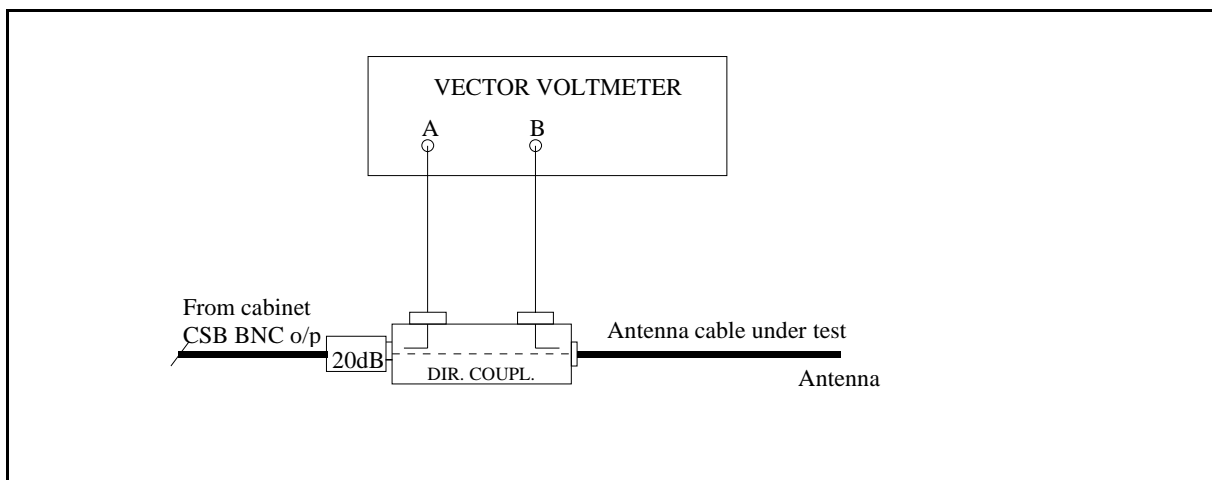 VECTOR VOLTMETER
A
B
From cabinet
CSB BNC o/p
20dB
DIR. COUPL.
Antenna cable under test
Antenna